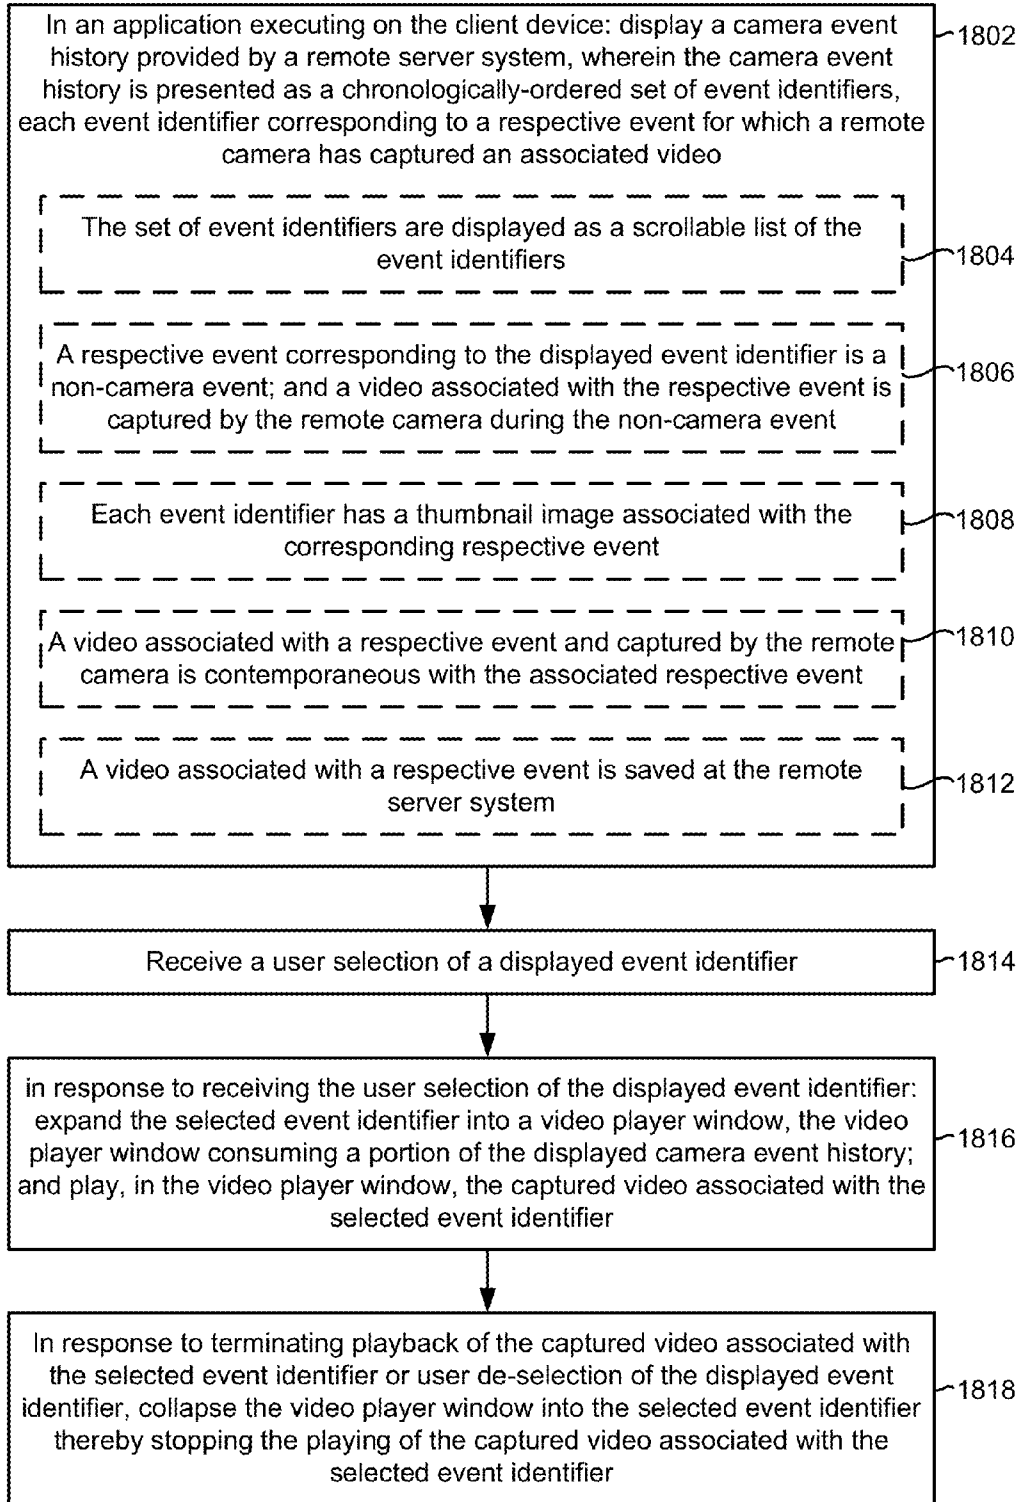 In an application executing on the client device: display a camera event
history provided by a remote server system, wherein the camera event
history is presented as a chronologically-ordered set of event identifiers,
each event identifier corresponding to a respective event for which a remote
camera has captured an associated video
1802
The set of event identifiers are displayed as a scrollable list of the
event identifiers
1804
A respective event corresponding to the displayed event identifier is a
non-camera event; and a video associated with the respective event is
captured by the remote camera during the non-camera event
1806
Each event identifier has a thumbnail image associated with the
corresponding respective event
1808
A video associated with a respective event and captured by the remote
camera is contemporaneous with the associated respective event
1810
A video associated with a respective event is saved at the remote
server system
1812
Receive a user selection of a displayed event identifier
1814
in response to receiving the user selection of the displayed event identifier:
expand the selected event identifier into a video player window, the video
player window consuming a portion of the displayed camera event history;
and play, in the video player window, the captured video associated with the
selected event identifier
1816
In response to terminating playback of the captured video associated with
the selected event identifier or user de-selection of the displayed event
identifier, collapse the video player window into the selected event identifier
thereby stopping the playing of the captured video associated with the
selected event identifier
1818